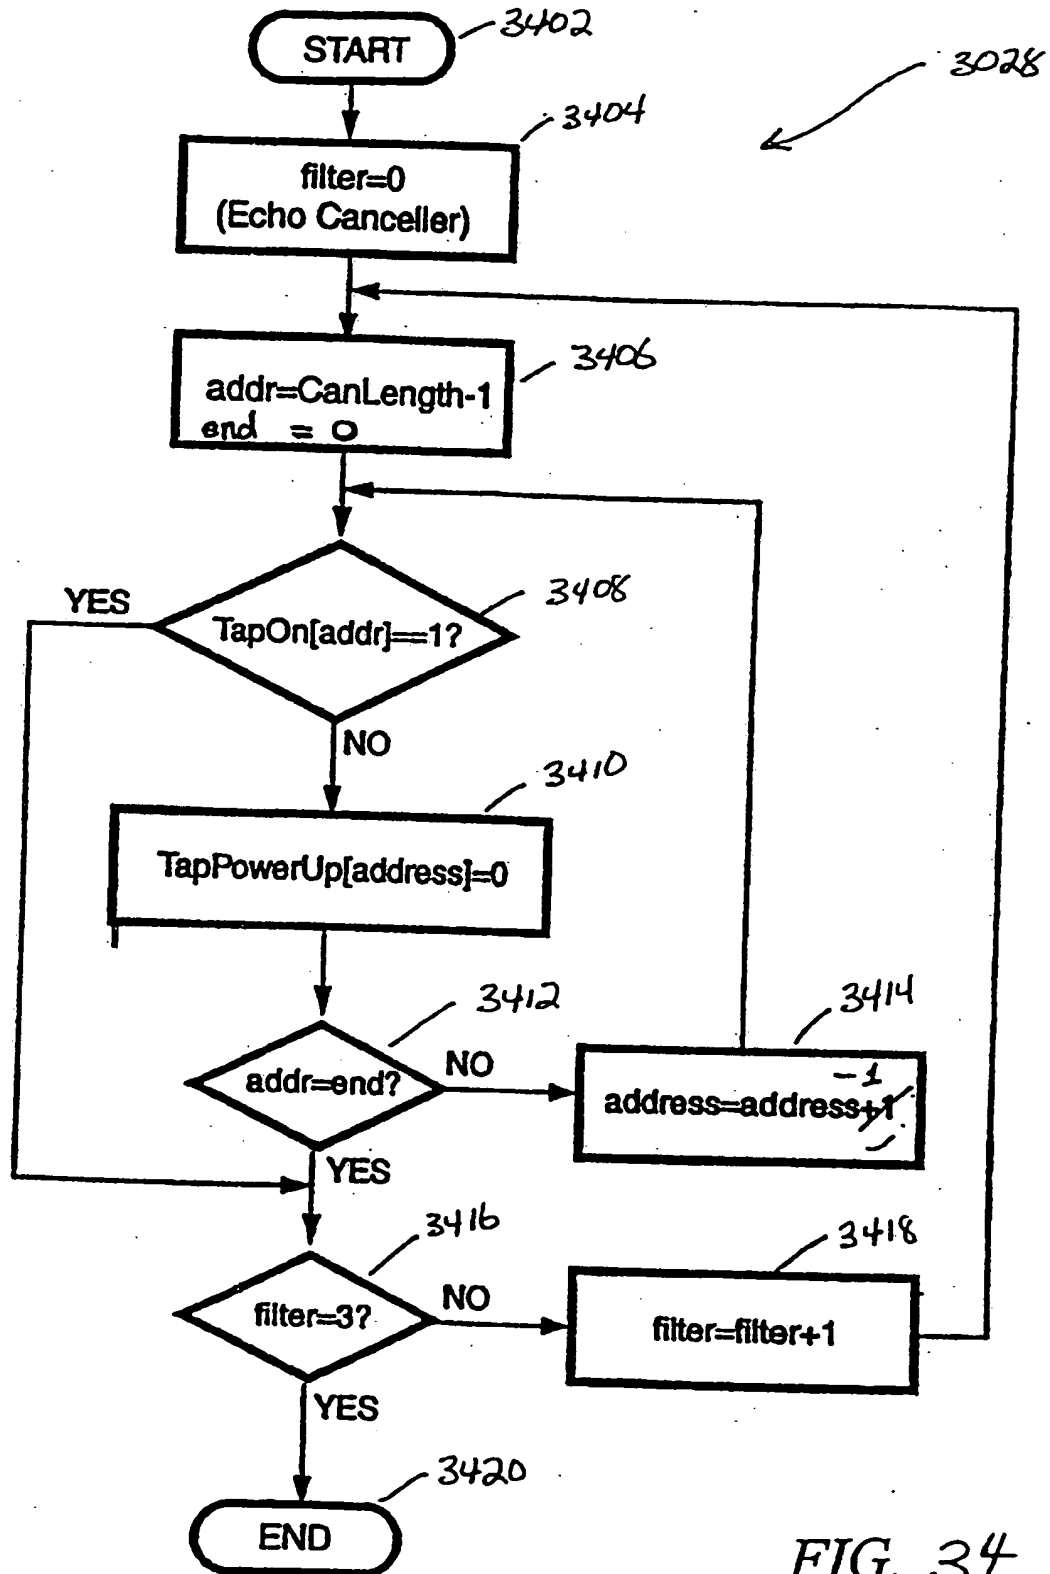 START
3402
3028
3404
filter=0
(Echo Canceller)
3406
addr=CanLength-1
end = 0
3408
YES
TapOn[addr]==1?
NO
3410
TapPowerUp[address]=0
3412
3414
addr=end?
NO
-1
address=address+1
YES
3416
3418
filter=3?
NO
filter=filter+1
YES
3420
END
FIG. 34